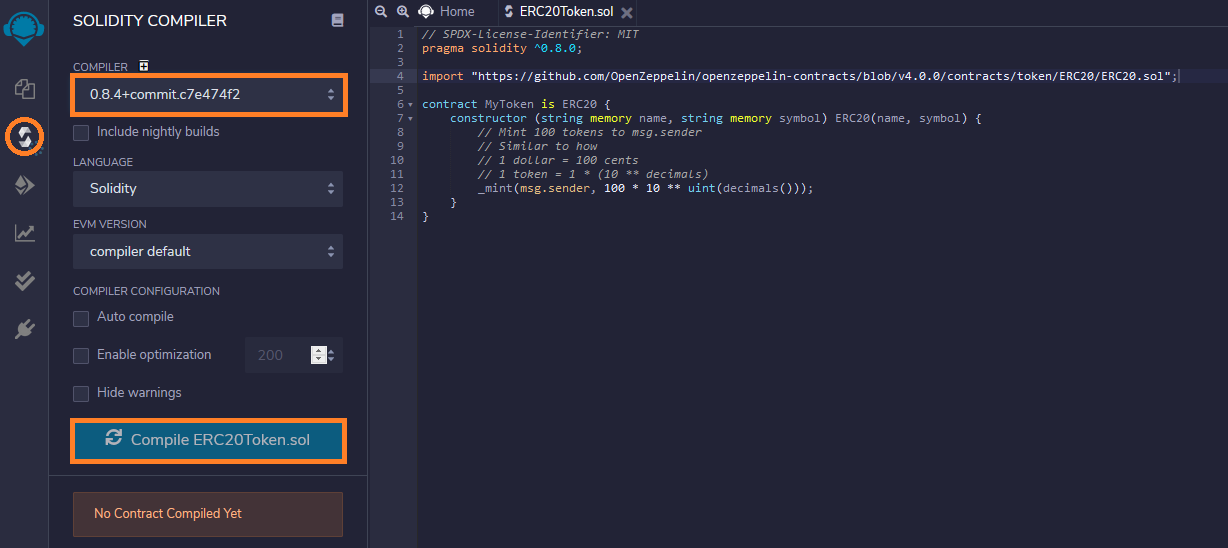 SOLIDITY COMPILER
COMPILER
0.8.4+commit.c7e474f2
Include nightly builds
LANGUAGE
Solidity
EVM VERSION
compiler default
COMPILER CONFIGURATION
Auto compile
Enable optimization
200
Hide warnings
Compile ERC20Token.sol
No Contract Compiled Yet
Home
ERC20Token.sol
1 // SPDX-License-Identifier: MIT
2 pragma solidity ^0.8.0;
3
4 import "https://github.com/OpenZeppelin/openzeppelin-contracts/blob/v4.0.0/contracts/token/ERC20/ERC20.sol";
5
6 contract MyToken is ERC20 {
7     constructor (string memory name, string memory symbol) ERC20(name, symbol) {
8         // Mint 100 tokens to msg.sender
9         // Similar to how
10         // 1 dollar = 100 cents
11         // 1 token = 1 * (10 ** decimals)
12         _mint(msg.sender, 100 * 10 ** uint(decimals()));
13     }
14 }